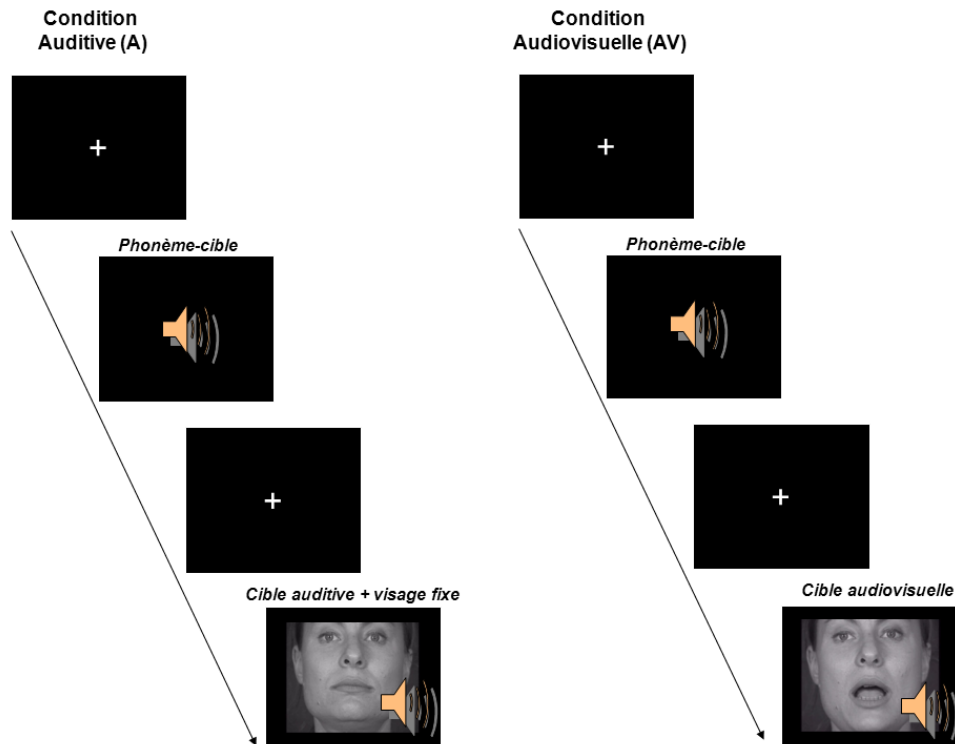 Condition
Auditive (A)
Condition
Audiovisuelle (AV)
Phonème-cible
Phonème-cible
Cible auditive + visage fixe
Cible audiovisuelle